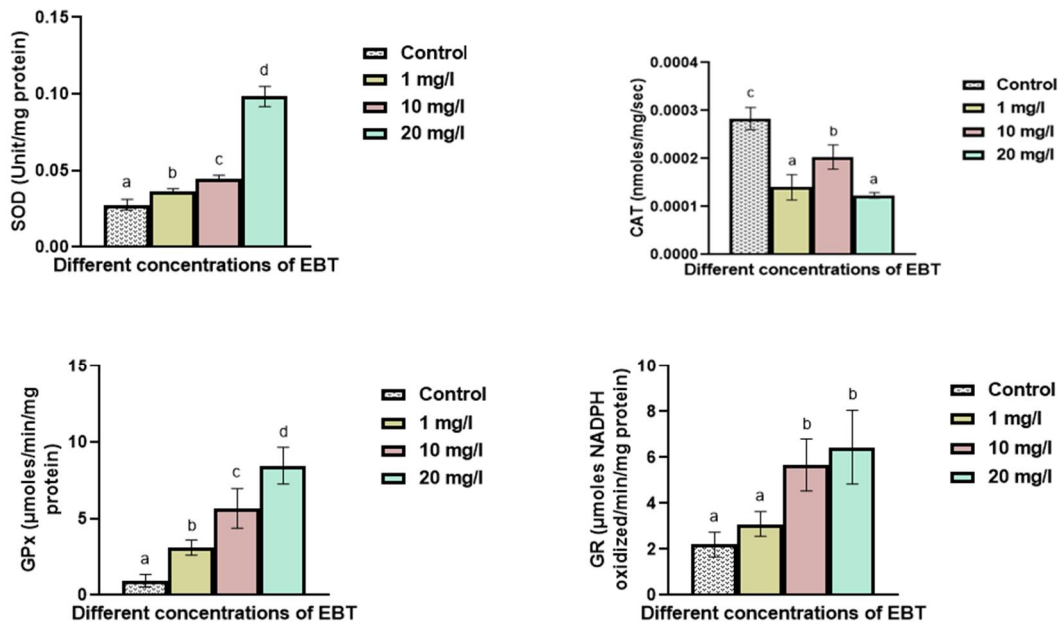 SOD (Unit/mg protein)
0.15
0.10
0.05
0.00
a
b
c
d
Different concentrations of EBT
Control
1 mg/l
10 mg/l
20 mg/l
CAT (nmoles/mg/sec)
0.0004
0.0003
0.0002
0.0001
0.0000
c
a
b
a
Different concentrations of EBT
Control
1 mg/l
10 mg/l
20 mg/l
GPx (µmoles/min/mg
protein)
15
10
5
0
a
b
c
d
Different concentrations of EBT
Control
1 mg/l
10 mg/l
20 mg/l
GR (µmoles NADPH
oxidized/min/mg protein)
10
8
6
4
2
0
a
a
b
b
Different concentrations of EBT
Control
1 mg/l
10 mg/l
20 mg/l